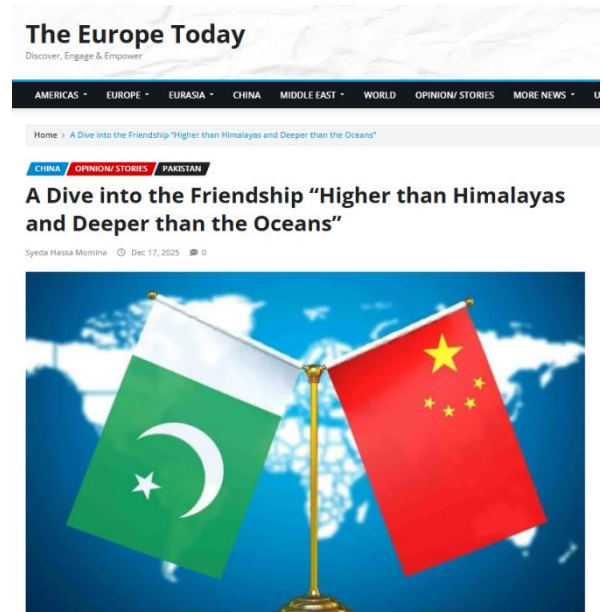 The Europe Today
Discover, Engage & Empower
AMERICAS EUROPE EURASIA CHINA MIDDLE EAST WORLD OPINION/ STORIES MORE NEWS U
Home > A Dive into the Friendship "Higher than Himalayas and Deeper than the Oceans"
CHINA OPINION/ STORIES PAKISTAN
A Dive into the Friendship “Higher than Himalayas
and Deeper than the Oceans”
Syeda Hassa Momina Dec 17, 2025 0